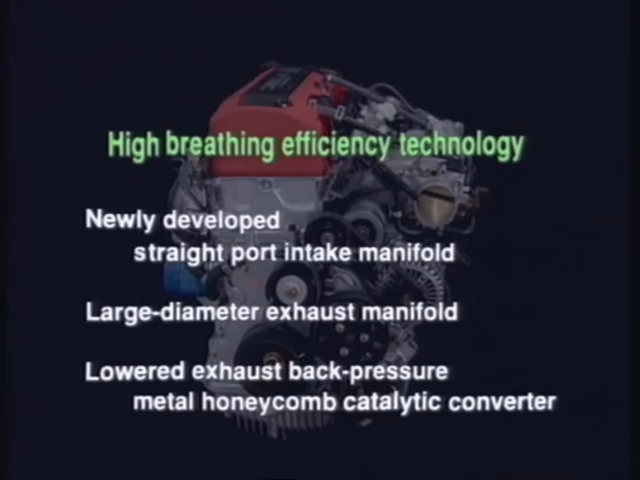 High breathing efficiency technology
Newly developed
straight port intake manifold
Large-diameter exhaust manifold
Lowered exhaust back-pressure
metal honeycomb catalytic converter